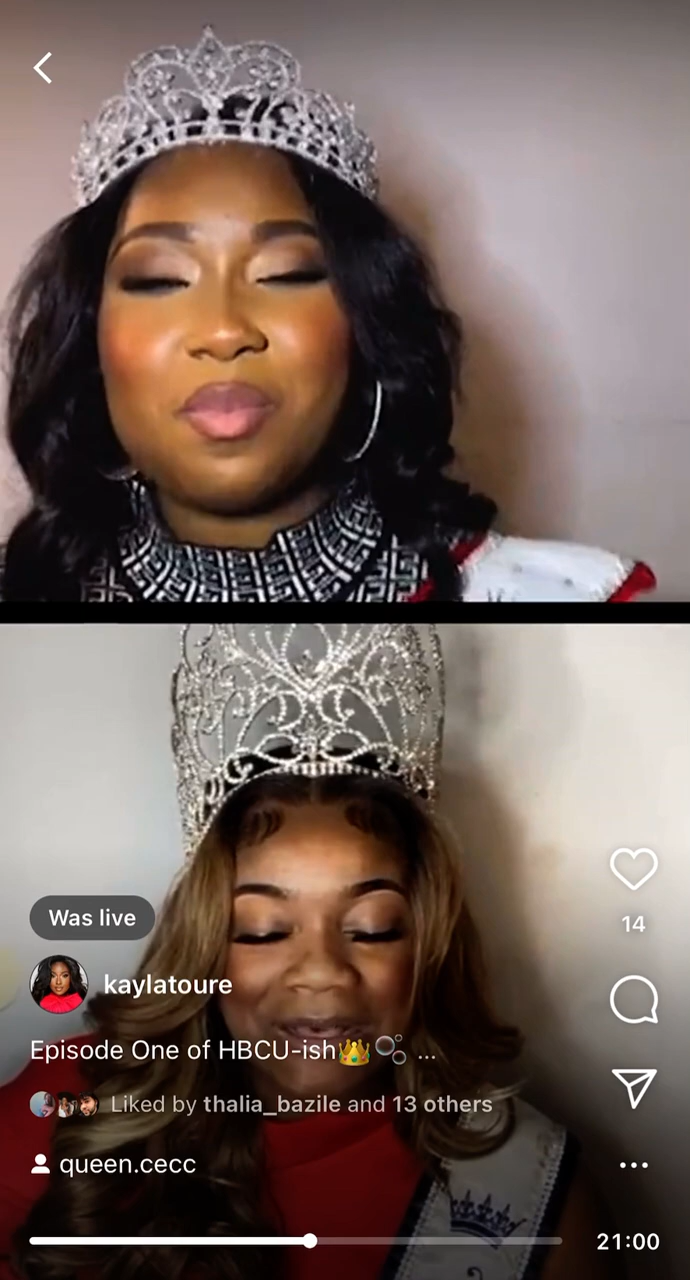 Was live
kaylatoure
Episode One of HBCU-ish👑🫧 ...
Liked by thalia_bazile and 13 others
queen.cecc
14
21:00